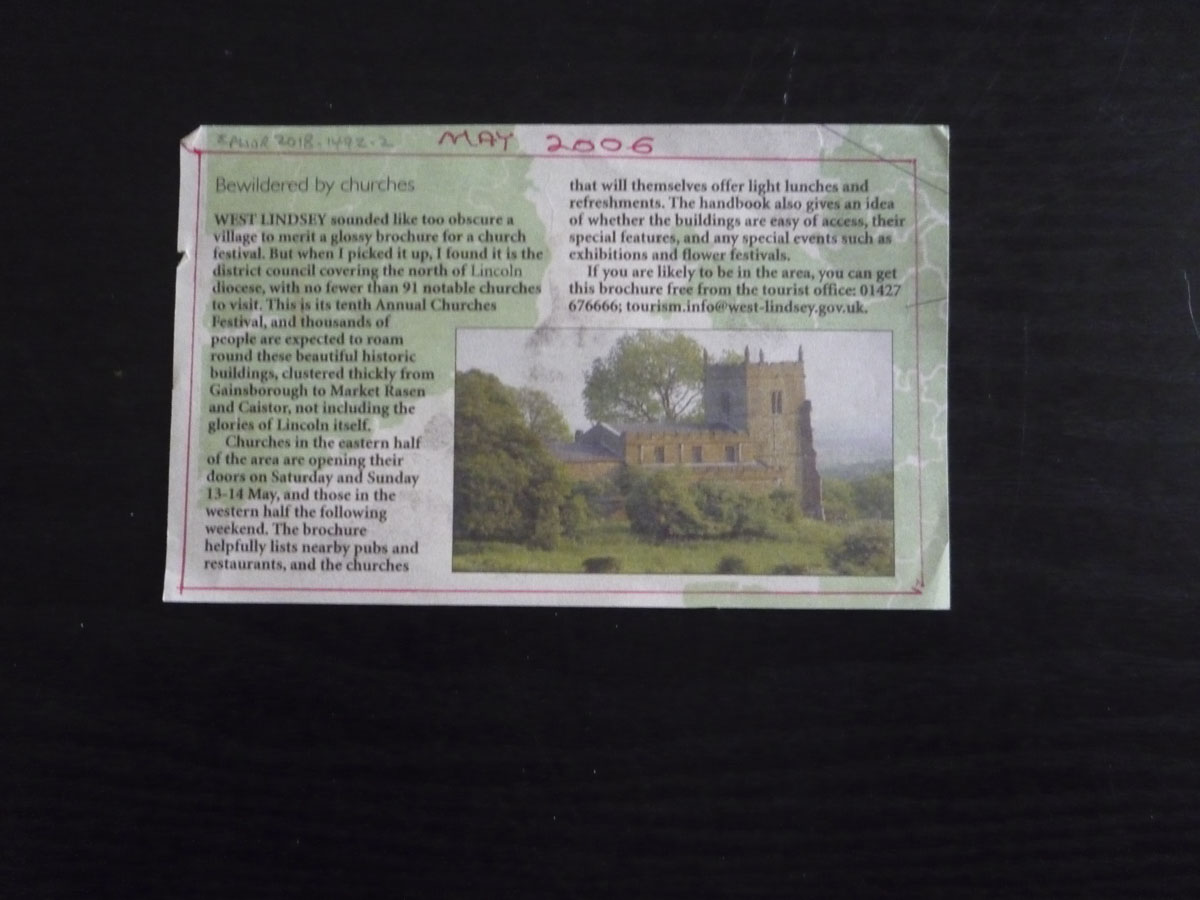 2018.1492.2
MAY 2006
Bewildered by churches
WEST LINDSEY sounded like too obscure a
village to merit a glossy brochure for a church
festival. But when I picked it up, I found it is the
district council covering the north of Lincoln
diocese, with no fewer than 91 notable churches
to visit. This is its tenth Annual Churches
Festival, and thousands of
people are expected to roam
round these beautiful historic
buildings, clustered thickly from
Gainsborough to Market Rasen
and Caistor, not including the
glories of Lincoln itself.
Churches in the eastern half
of the area are opening their
doors on Saturday and Sunday
13-14 May, and those in the
western half the following
weekend. The brochure
helpfully lists nearby pubs and
restaurants, and the churches
that will themselves offer light lunches and
refreshments. The handbook also gives an idea
of whether the buildings are easy of access, their
special features, and any special events such as
exhibitions and flower festivals.
If you are likely to be in the area, you can get
this brochure free from the tourist office: 01427
676666; tourism.info@west-lindsey.gov.uk.